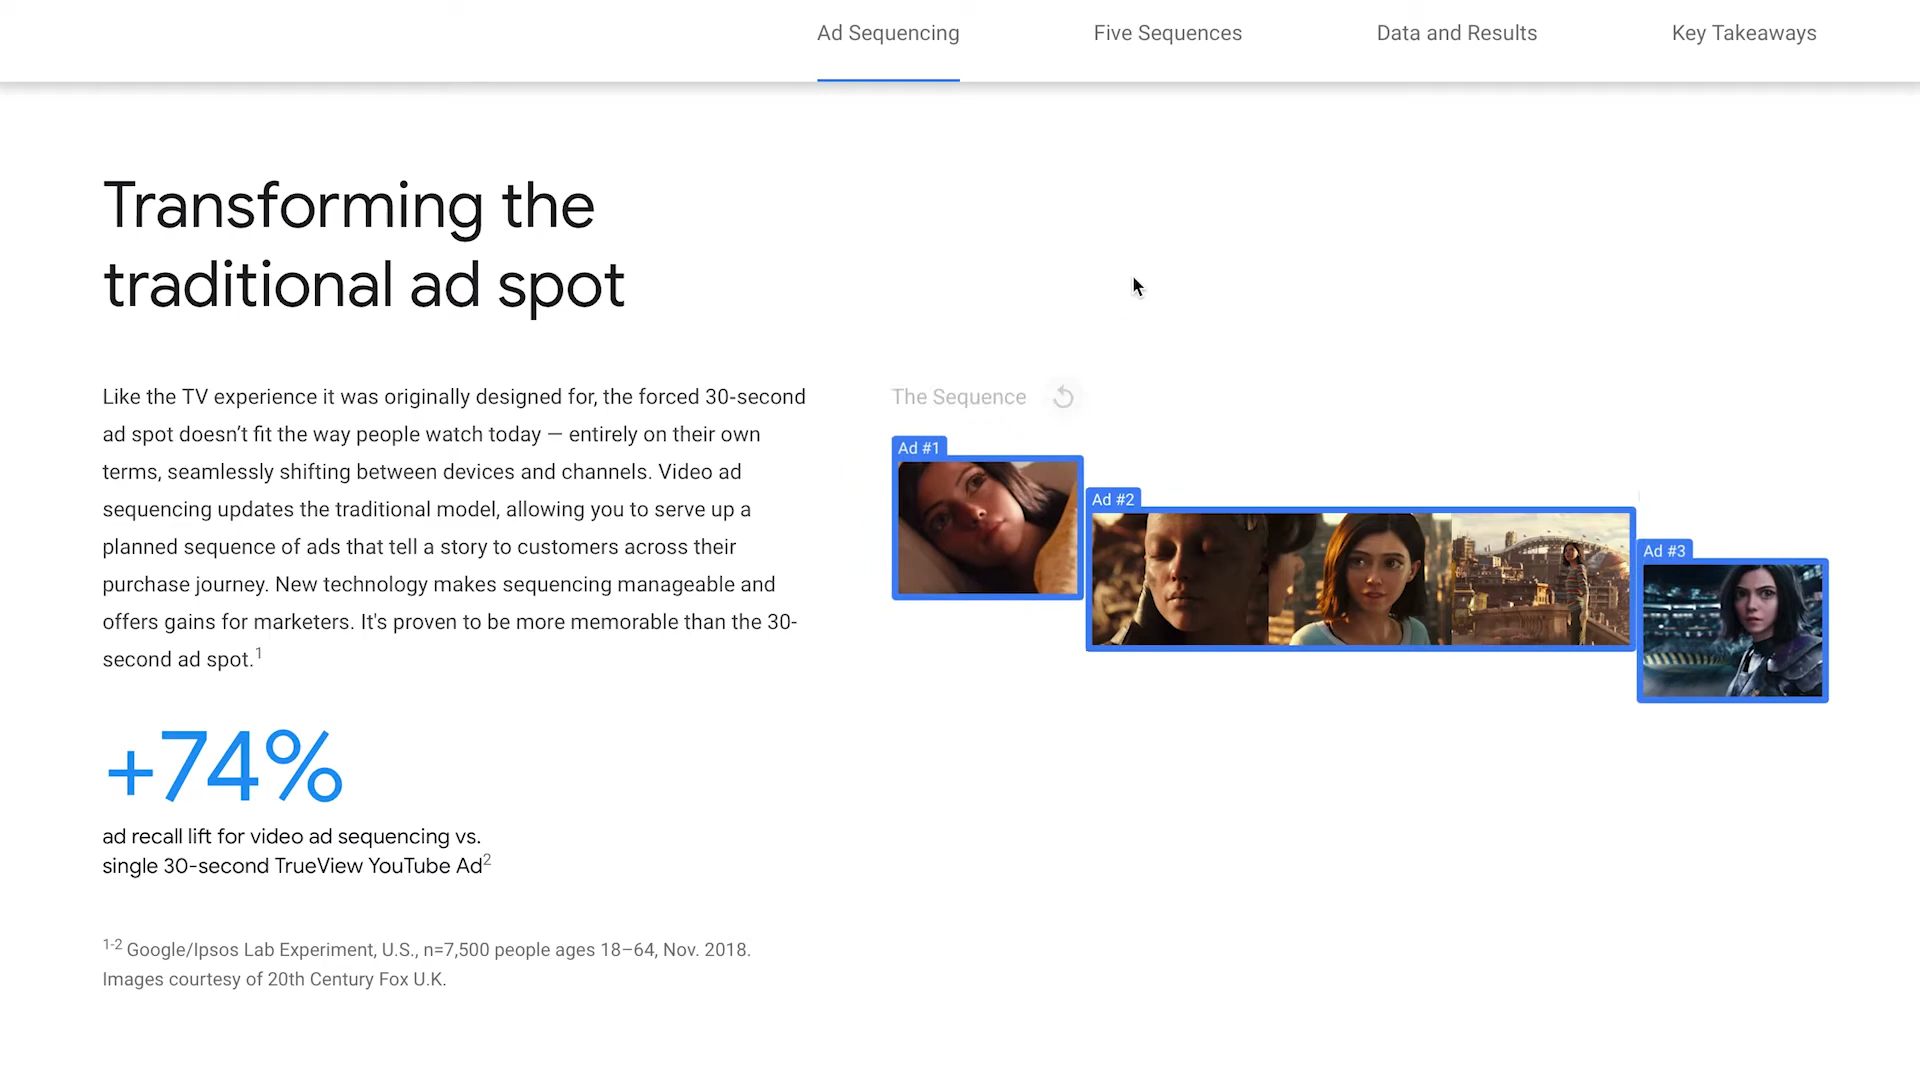 Ad Sequencing
Five Sequences
Data and Results
Key Takeaways
Transforming the
traditional ad spot
Like the TV experience it was originally designed for, the forced 30-second
ad spot doesn’t fit the way people watch today — entirely on their own
terms, seamlessly shifting between devices and channels. Video ad
sequencing updates the traditional model, allowing you to serve up a
planned sequence of ads that tell a story to customers across their
purchase journey. New technology makes sequencing manageable and
offers gains for marketers. It's proven to be more memorable than the 30-
second ad spot.1
+74%
ad recall lift for video ad sequencing vs.
single 30-second TrueView YouTube Ad2
1-2 Google/Ipsos Lab Experiment, U.S., n=7,500 people ages 18–64, Nov. 2018.
Images courtesy of 20th Century Fox U.K.
The Sequence
Ad #1
Ad #2
Ad #3